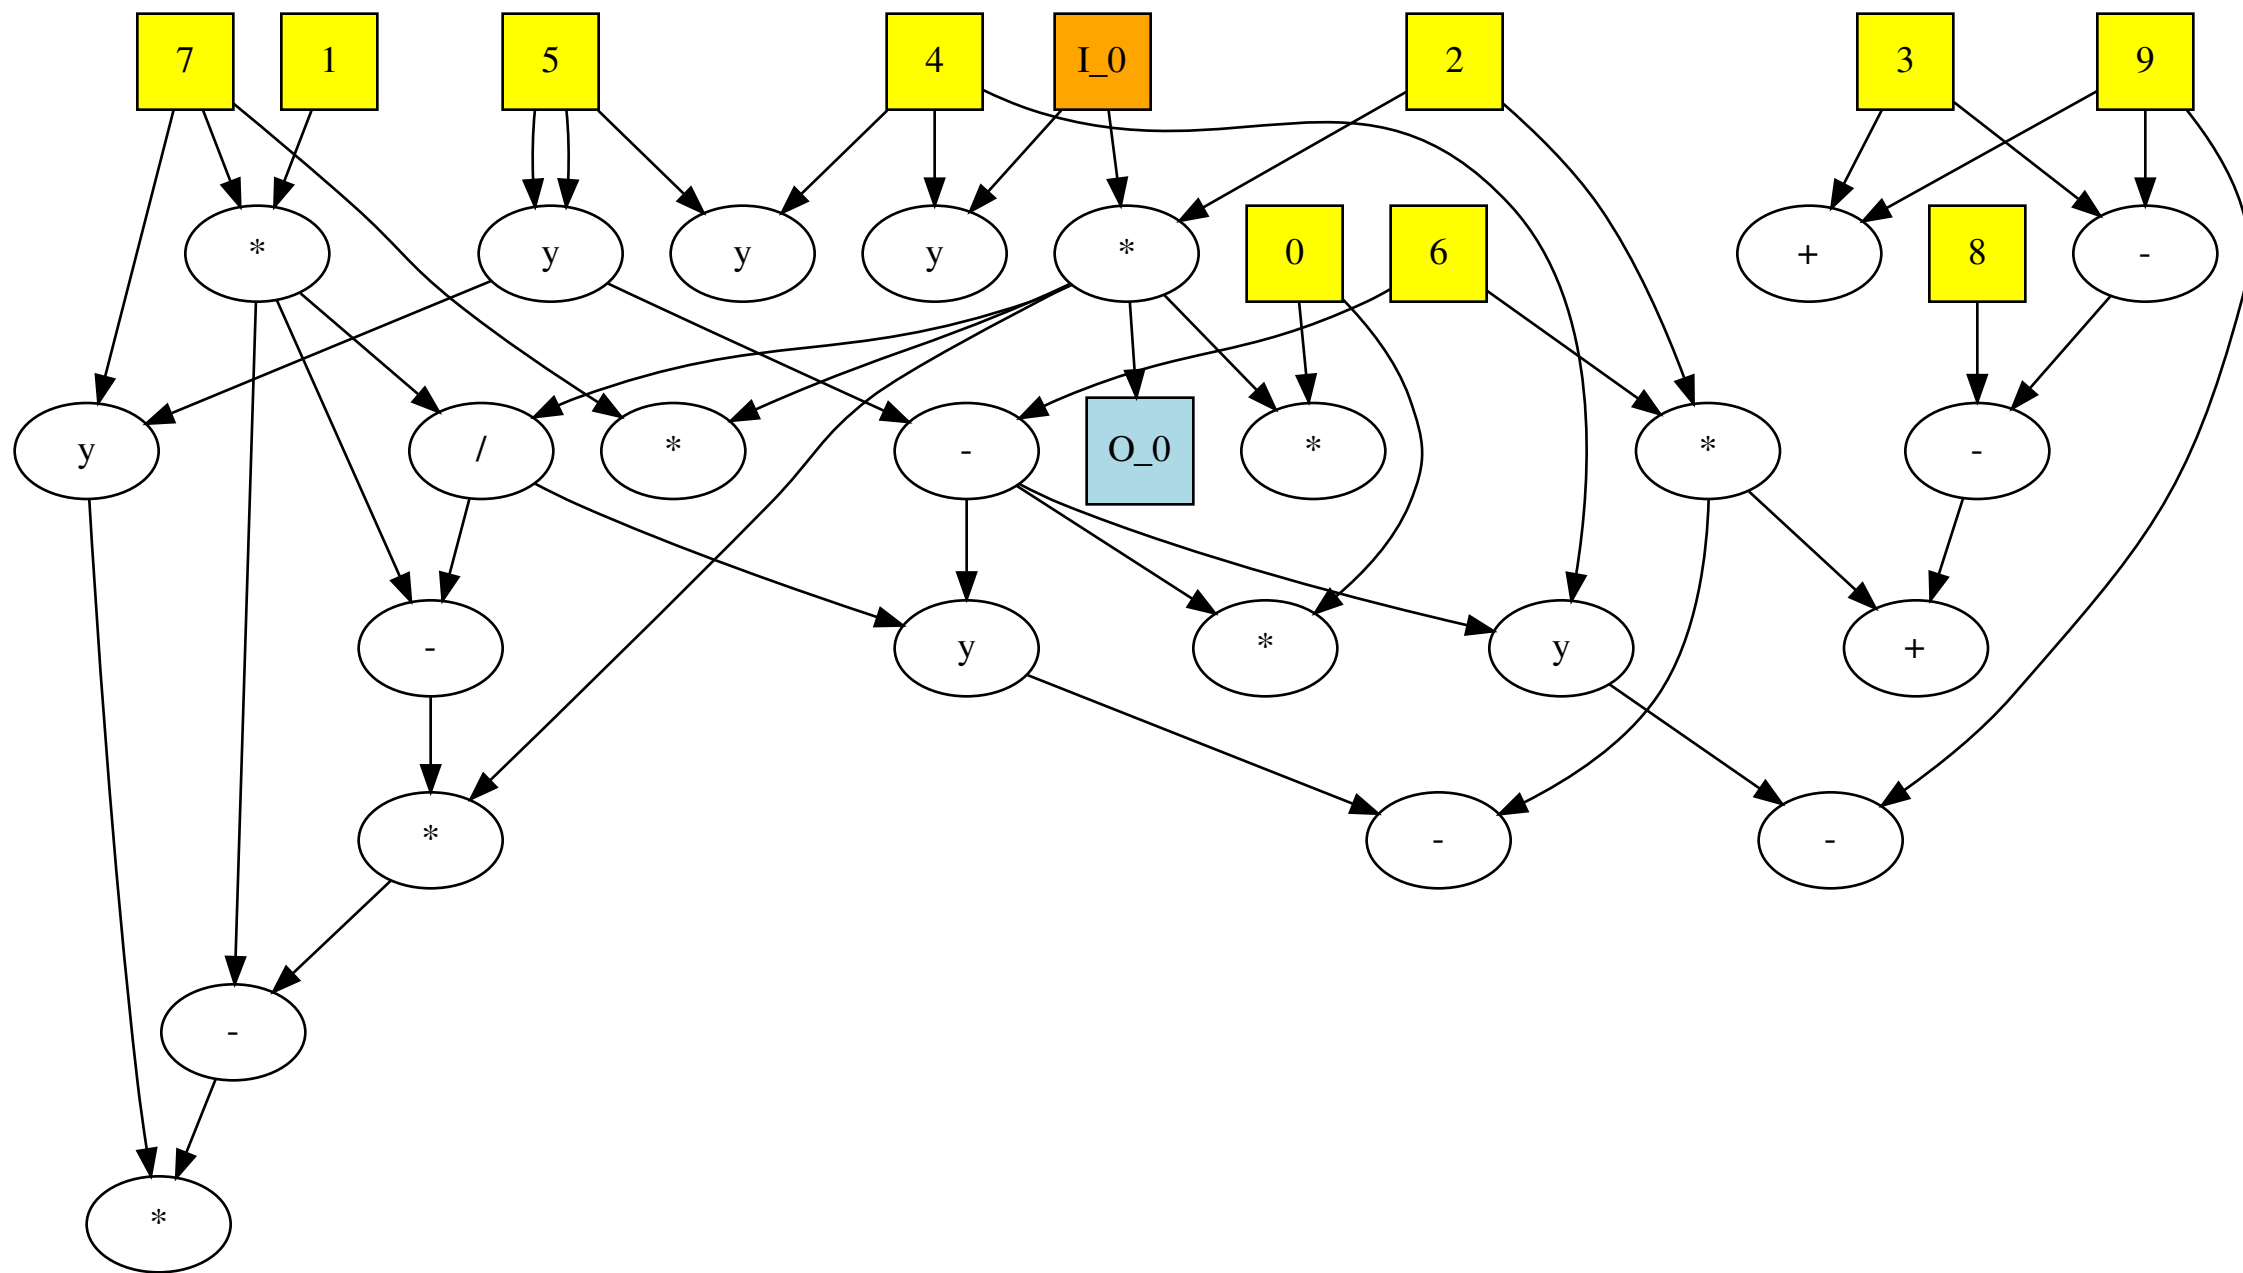 7 1 5 4 I_0 2 3 9
* y y y * 0 6 + 8 -
y / * - O_0 * * -
- y * y +
* - -
-
*